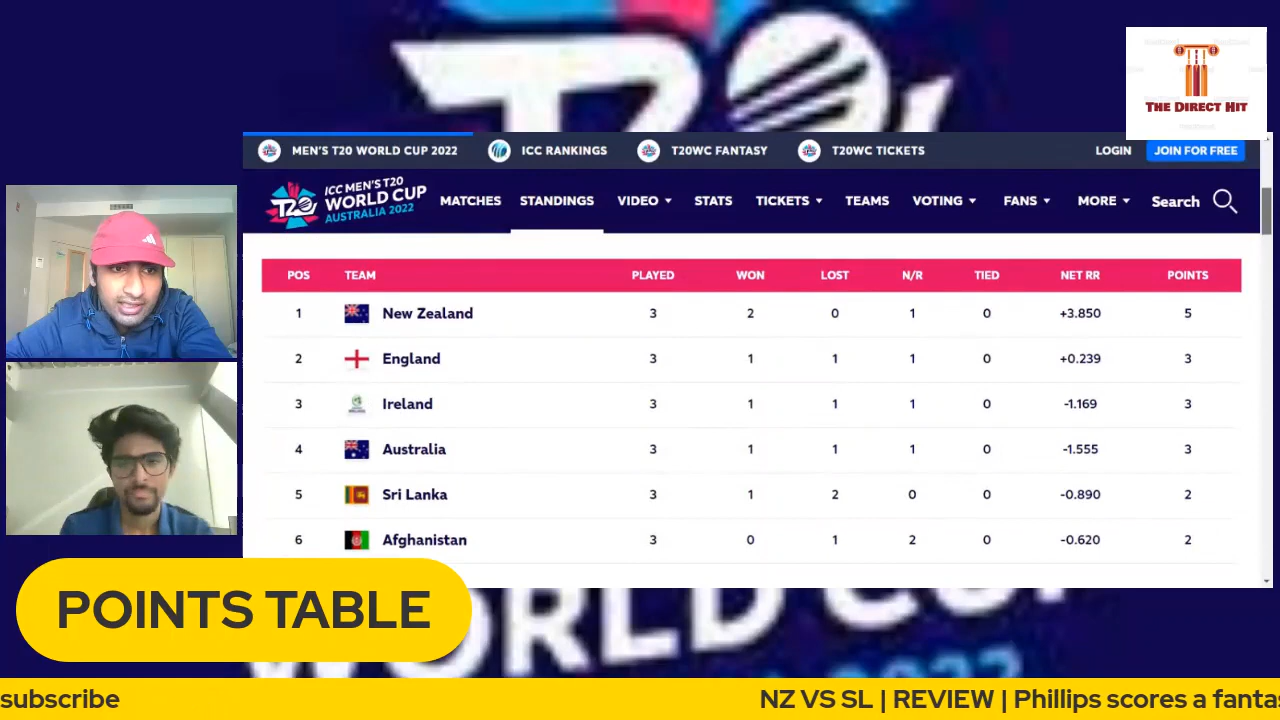 THE DIRECT HIT
MEN'S T20 WORLD CUP 2022 ICC RANKINGS T20WC FANTASY T20WC TICKETS LOGIN JOIN FOR FREE
ICC MEN'S T20
WORLD CUP
AUSTRALIA 2022
MATCHES STANDINGS VIDEO STATS TICKETS TEAMS VOTING FANS MORE Search
POS TEAM PLAYED WON LOST N/R TIED NET RR POINTS
1 New Zealand 3 2 0 1 0 +3.850 5
2 England 3 1 1 1 0 +0.239 3
3 Ireland 3 1 1 1 0 -1.169 3
4 Australia 3 1 1 1 0 -1.555 3
5 Sri Lanka 3 1 2 0 0 -0.890 2
6 Afghanistan 3 0 1 2 0 -0.620 2
POINTS TABLE
subscribe NZ VS SL | REVIEW | Phillips scores a fantas